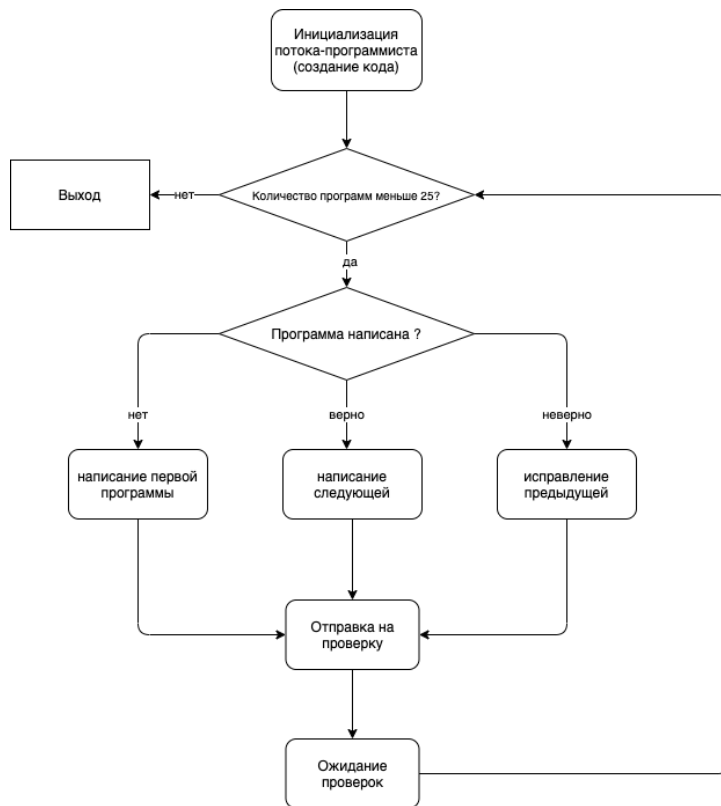 Инициализация
потока-программиста
(создание кода)
Выход
нет
Количество программ меньше 25?
да
Программа написана ?
нет
верно
неверно
написание первой
программы
написание
следующей
исправление
предыдущей
Отправка на
проверку
Ожидание
проверок